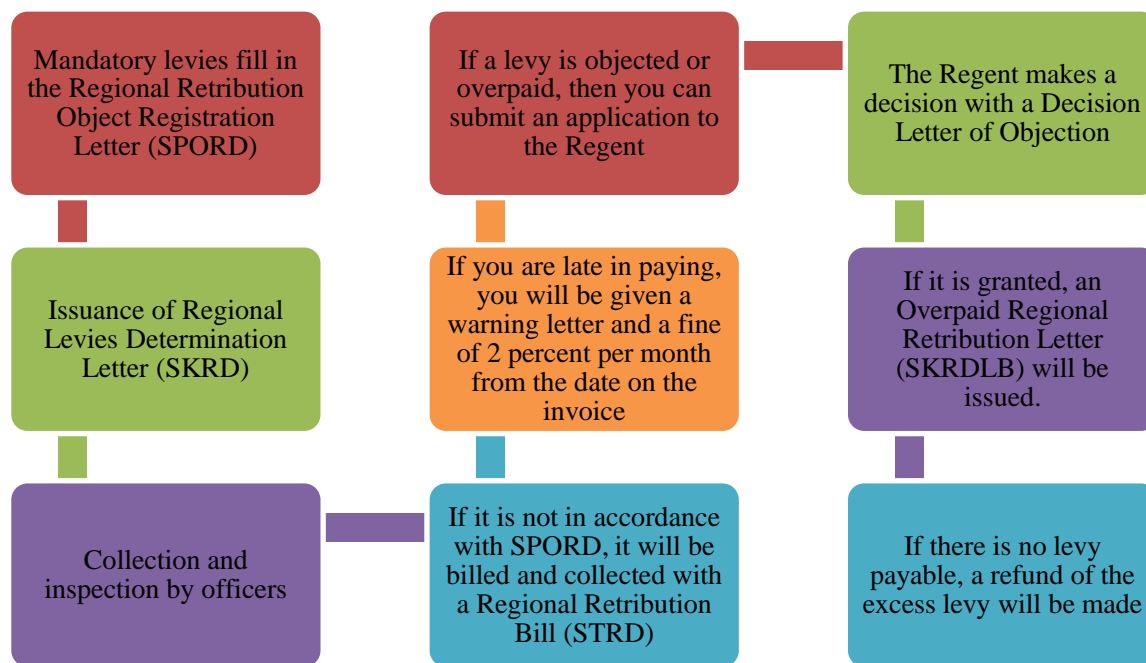 Mandatory levies fill in
the Regional Retribution
Object Registration
Letter (SPORD)
Issuance of Regional
Levies Determination
Letter (SKRD)
Collection and
inspection by officers
If it is not in accordance
with SPORD, it will be
billed and collected with
a Regional Retribution
Bill (STRD)
If you are late in paying,
you will be given a
warning letter and a fine
of 2 percent per month
from the date on the
invoice
If a levy is objected or
overpaid, then you can
submit an application to
the Regent
The Regent makes a
decision with a Decision
Letter of Objection
If it is granted, an
Overpaid Regional
Retribution Letter
(SKRDLB) will be
issued.
If there is no levy
payable, a refund of the
excess levy will be made